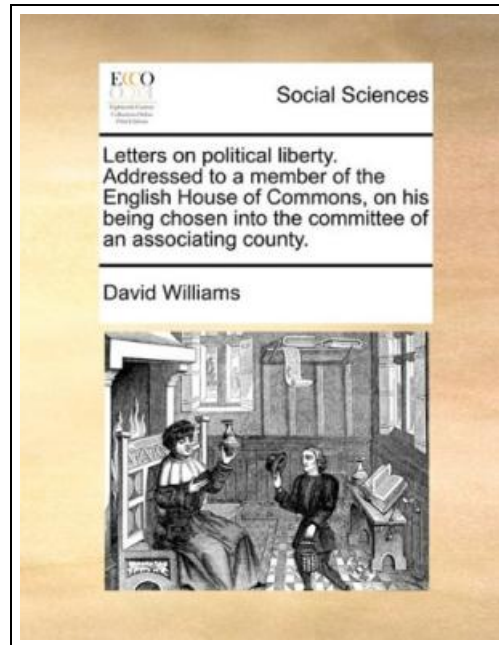 ECCO
Social Sciences
Letters on political liberty.
Addressed to a member of the
English House of Commons, on his
being chosen into the committee of
an associating county.
David Williams